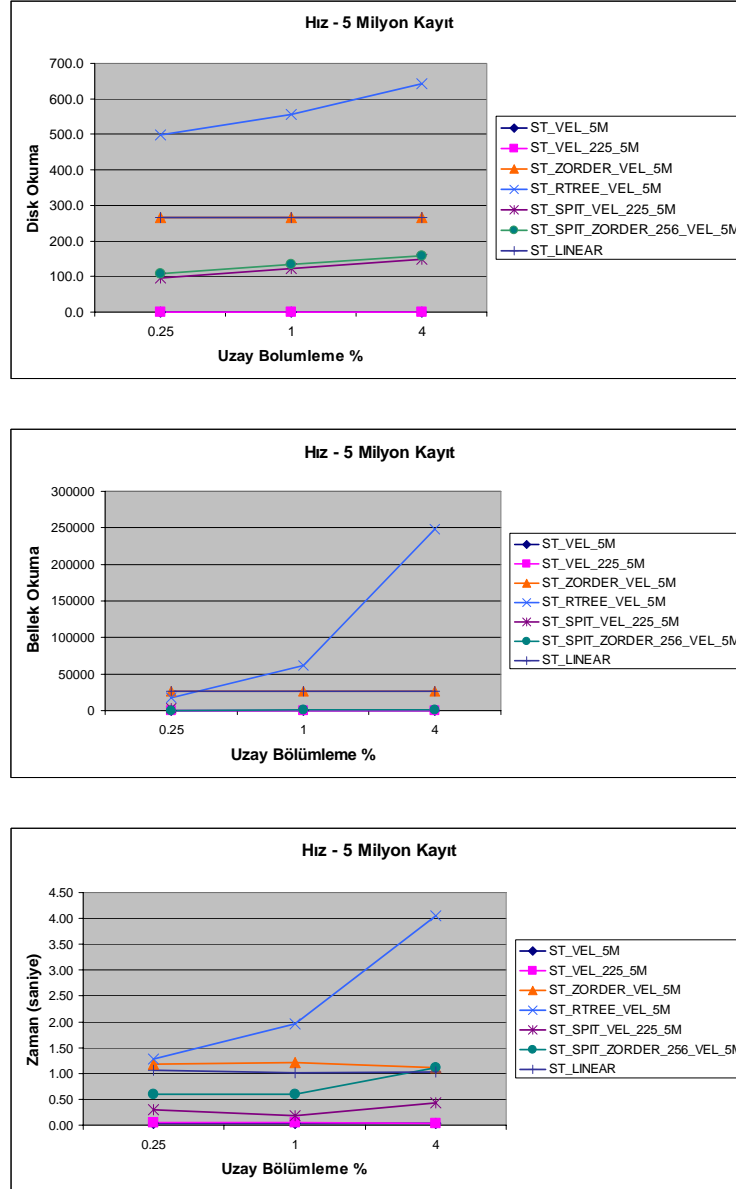 Hız - 5 Milyon Kayıt
Disk Okuma
700.0
600.0
500.0
400.0
300.0
200.0
100.0
0.0
0.25
1
4
Uzay Bolumleme %
ST_VEL_5M
ST_VEL_225_5M
ST_ZORDER_VEL_5M
ST_RTREE_VEL_5M
ST_SPIT_VEL_225_5M
ST_SPIT_ZORDER_256_VEL_5M
ST_LINEAR
Hız - 5 Milyon Kayıt
Bellek Okuma
300000
250000
200000
150000
100000
50000
0
0.25
1
4
Uzay Bölümleme %
ST_VEL_5M
ST_VEL_225_5M
ST_ZORDER_VEL_5M
ST_RTREE_VEL_5M
ST_SPIT_VEL_225_5M
ST_SPIT_ZORDER_256_VEL_5M
ST_LINEAR
Hız - 5 Milyon Kayıt
Zaman (saniye)
4.50
4.00
3.50
3.00
2.50
2.00
1.50
1.00
0.50
0.00
0.25
1
4
Uzay Bölümleme %
ST_VEL_5M
ST_VEL_225_5M
ST_ZORDER_VEL_5M
ST_RTREE_VEL_5M
ST_SPIT_VEL_225_5M
ST_SPIT_ZORDER_256_VEL_5M
ST_LINEAR